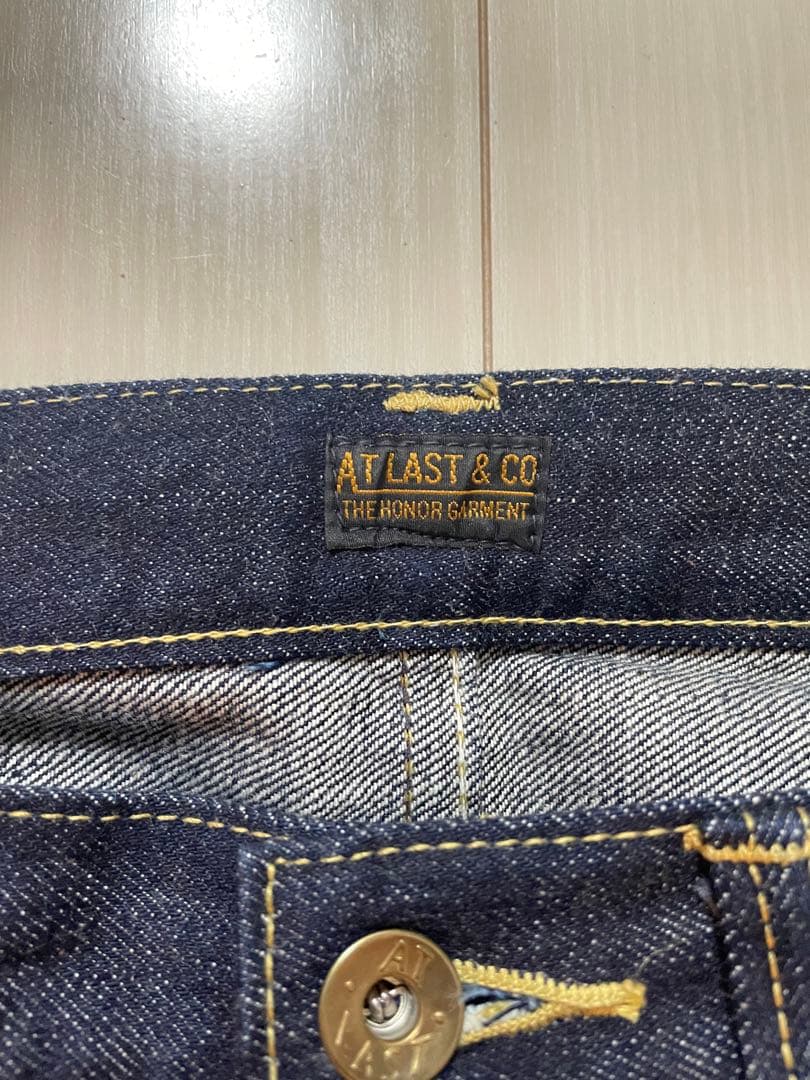 AT LAST & CO
THE HONOR GARMENT
AT
LAST